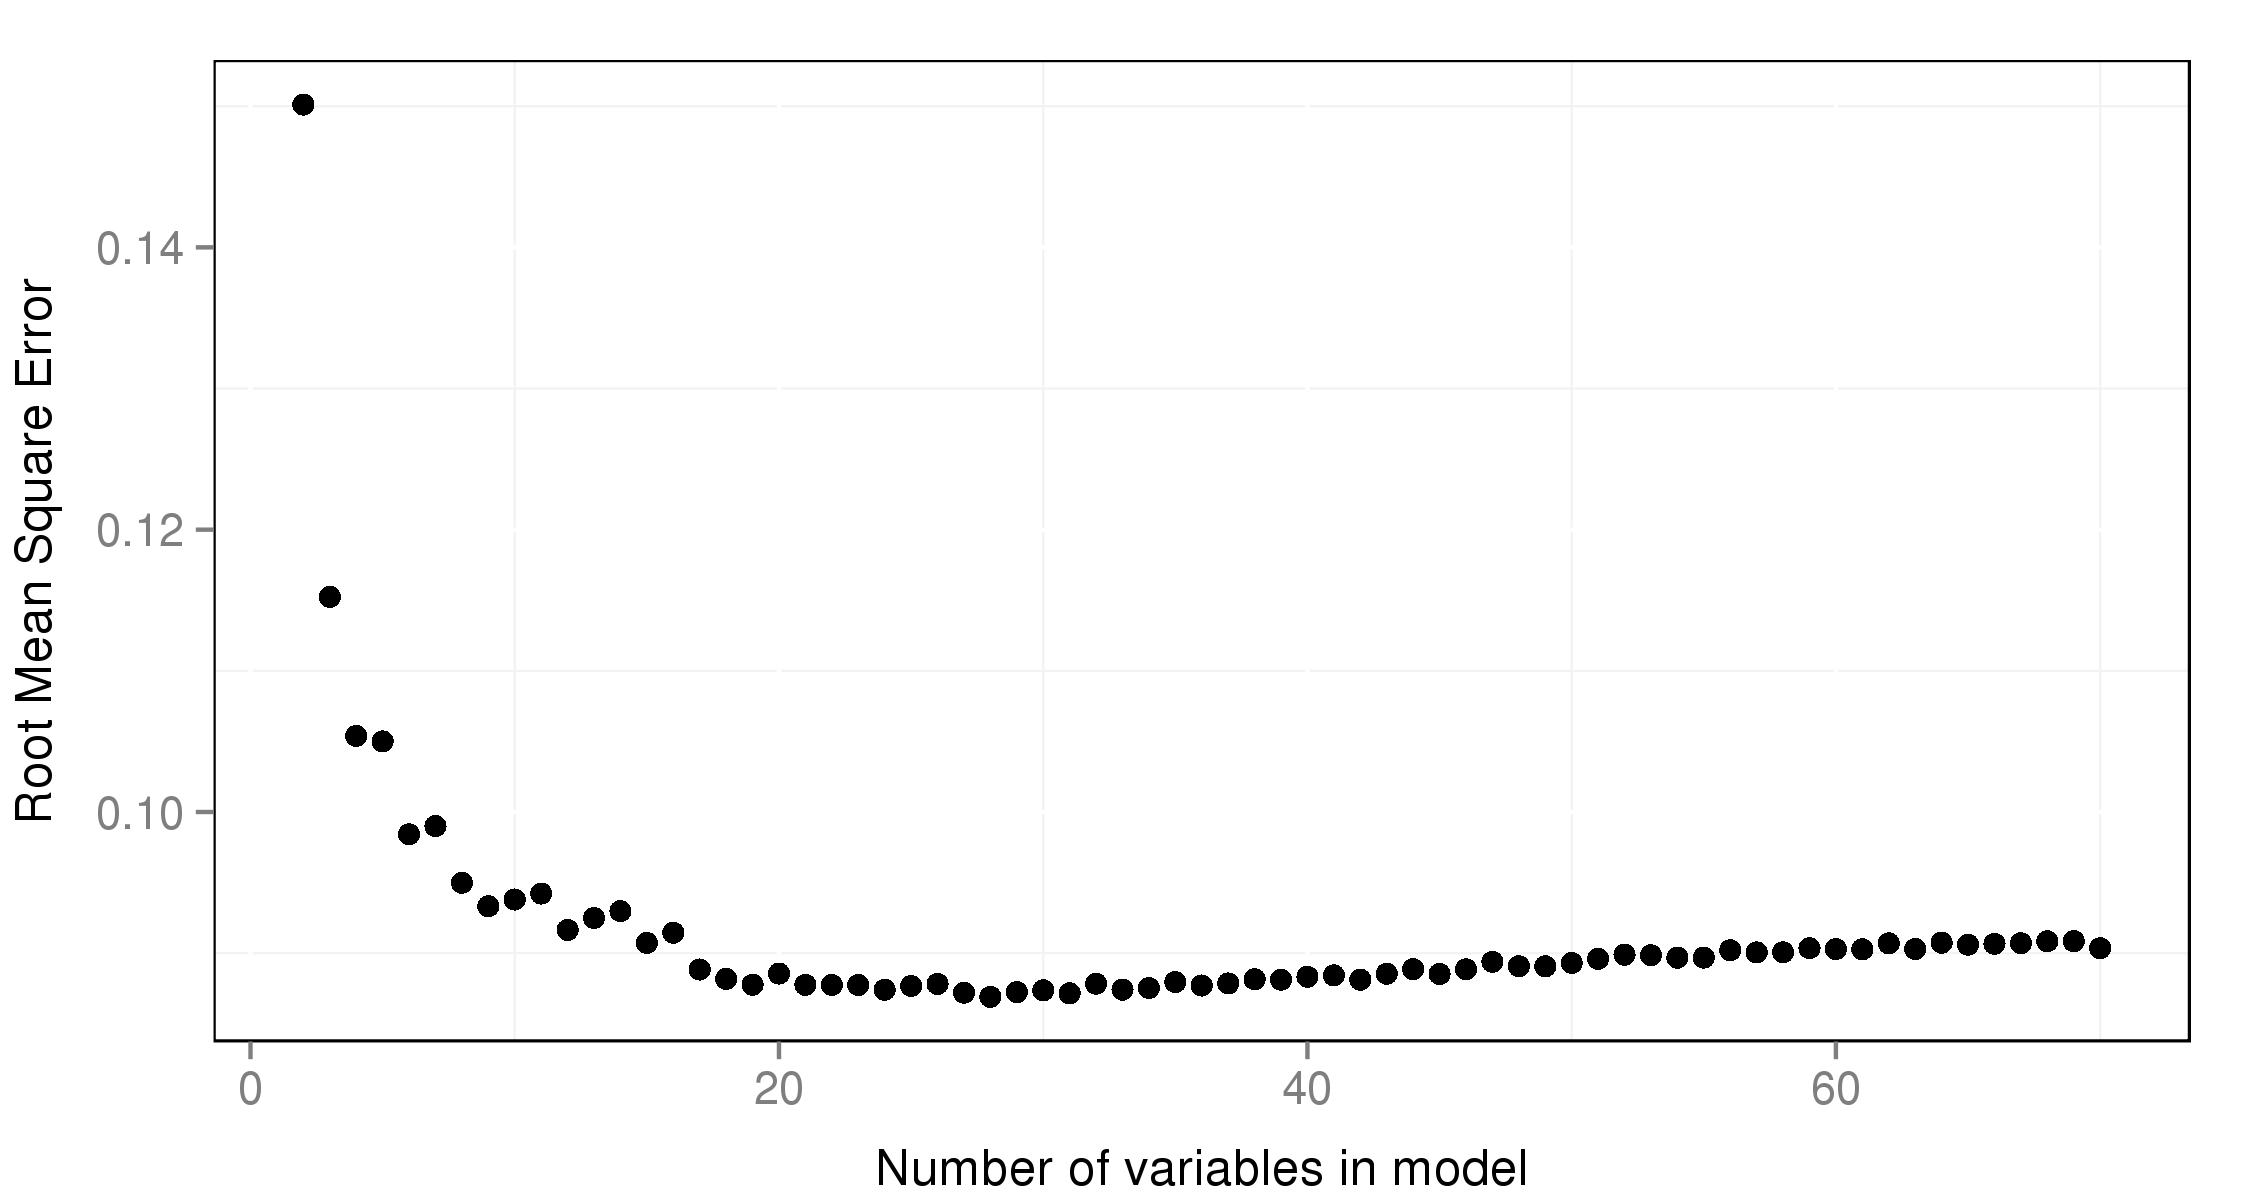 Root Mean Square Error
0.14
0.12
0.10
0 20 40 60
Number of variables in model